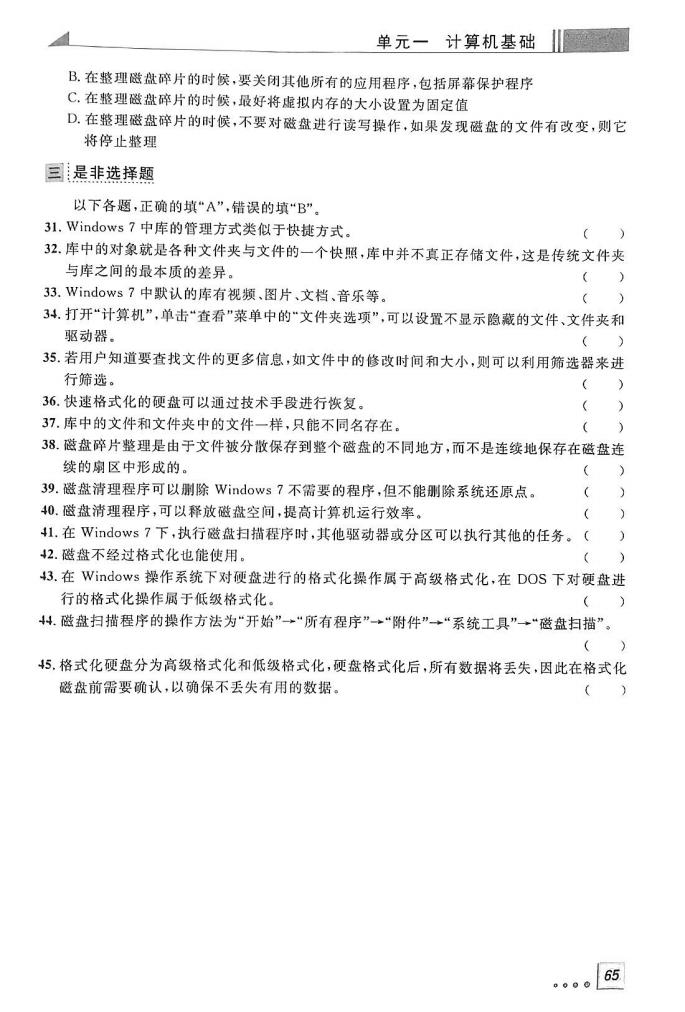 单元一 计算机基础
B. 在整理磁盘碎片的时候,要关闭其他所有的应用程序,包括屏幕保护程序
C. 在整理磁盘碎片的时候,最好将虚拟内存的大小设置为固定值
D. 在整理磁盘碎片的时候,不要对磁盘进行读写操作,如果发现磁盘的文件有改变,则它
将停止整理
三 是非选择题
以下各题,正确的填“A”,错误的填“B”。
31. Windows 7 中库的管理方式类似于快捷方式。 ( )
32. 库中的对象就是各种文件夹与文件的一个快照,库中并不真正存储文件,这是传统文件夹
与库之间的最本质的差异。 ( )
33. Windows 7 中默认的库有视频、图片、文档、音乐等。 ( )
34. 打开“计算机”,单击“查看”菜单中的“文件夹选项”,可以设置不显示隐藏的文件、文件夹和
驱动器。 ( )
35. 若用户知道要查找文件的更多信息,如文件中的修改时间和大小,则可以利用筛选器来进
行筛选。 ( )
36. 快速格式化的硬盘可以通过技术手段进行恢复。 ( )
37. 库中的文件和文件夹中的文件一样,只能不同名存在。 ( )
38. 磁盘碎片整理是由于文件被分散保存到整个磁盘的不同地方,而不是连续地保存在磁盘连
续的扇区中形成的。 ( )
39. 磁盘清理程序可以删除 Windows 7 不需要的程序,但不能删除系统还原点。 ( )
40. 磁盘清理程序,可以释放磁盘空间,提高计算机运行效率。 ( )
41. 在 Windows 7 下,执行磁盘扫描程序时,其他驱动器或分区可以执行其他的任务。 ( )
42. 磁盘不经过格式化也能使用。 ( )
43. 在 Windows 操作系统下对硬盘进行的格式化操作属于高级格式化,在 DOS 下对硬盘进
行的格式化操作属于低级格式化。 ( )
44. 磁盘扫描程序的操作方法为“开始”→“所有程序”→“附件”→“系统工具”→“磁盘扫描”。
( )
45. 格式化硬盘分为高级格式化和低级格式化,硬盘格式化后,所有数据将丢失,因此在格式化
磁盘前需要确认,以确保不丢失有用的数据。 ( )
65